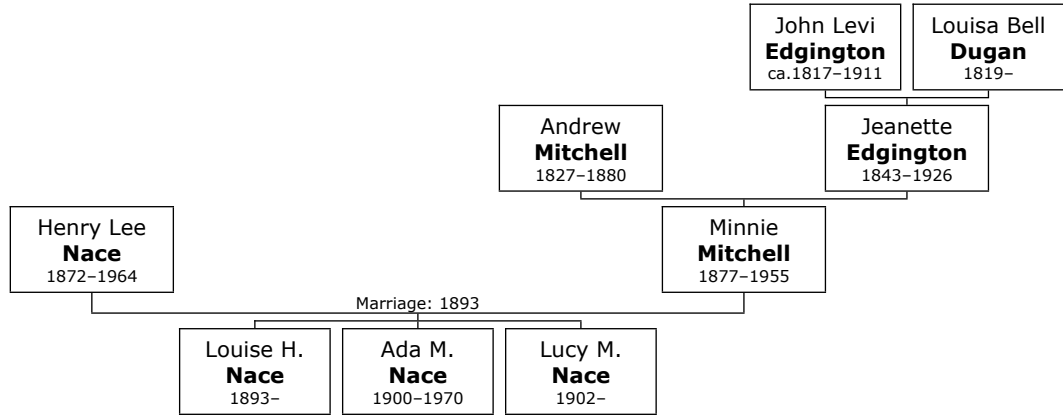 John Levi
Edgington
ca.1817–1911
Louisa Bell
Dugan
1819–
Andrew
Mitchell
1827–1880
Jeanette
Edgington
1843–1926
Henry Lee
Nace
1872–1964
Minnie
Mitchell
1877–1955
Marriage: 1893
Louise H.
Nace
1893–
Ada M.
Nace
1900–1970
Lucy M.
Nace
1902–